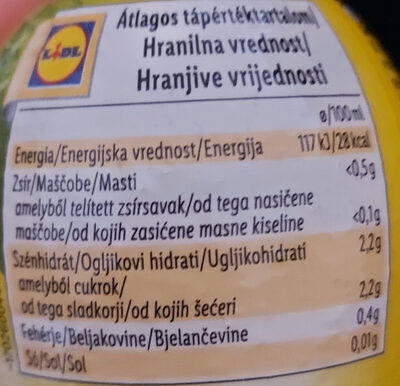 LIDL
Átlagos tápértéktartalom/
Hranilna vrednost/
Hranjive vrijednosti
ø/100 ml
Energia/Energijska vrednost/Energija 117 kJ/28 kcal
Zsír/Maščobe/Masti <0,5g
amelyből telített zsírsavak/od tega nasičene
maščobe/od kojih zasićene masne kiseline <0,1g
Szénhidrát/Ogljikovi hidrati/Ugljikohidrati 2,2g
amelyből cukrok/
od tega sladkorji/od kojih šećeri 2,2g
Fehérje/Beljakovine/Bjelančevine 0,4g
Só/Sol/Sol 0,01g